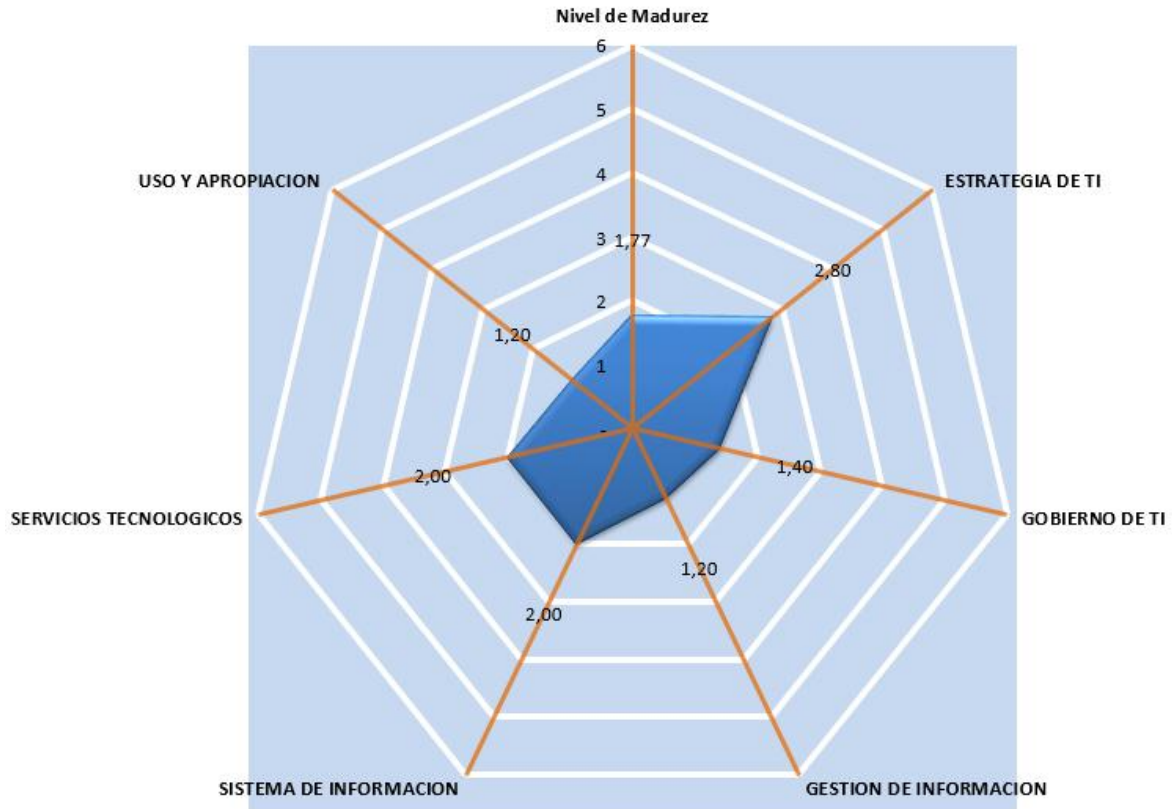 Nivel de Madurez
6
5
4
3
1,77
2
1
-
ESTRATEGIA DE TI
2,80
GOBIERNO DE TI
1,40
GESTION DE INFORMACION
1,20
SISTEMA DE INFORMACION
2,00
SERVICIOS TECNOLOGICOS
2,00
USO Y APROPIACION
1,20